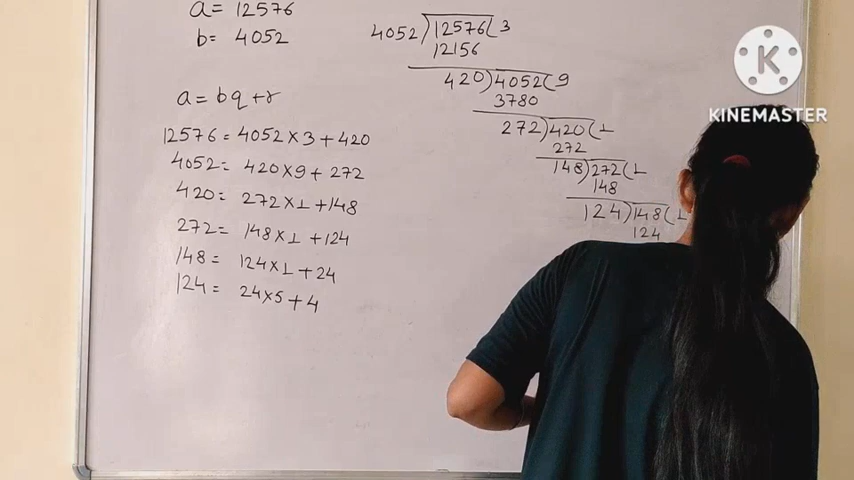 a = 12576
b = 4052
a = bq + r
12576 = 4052 × 3 + 420
4052 = 420 × 9 + 272
420 = 272 × 1 + 148
272 = 148 × 1 + 124
148 = 124 × 1 + 24
124 = 24 × 5 + 4
4052 ) 12576 ( 3
12156
420 ) 4052 ( 9
3780
272 ) 420 ( 1
272
148 ) 272 ( 1
148
124 ) 148 ( 1
124
K
KINEMASTER